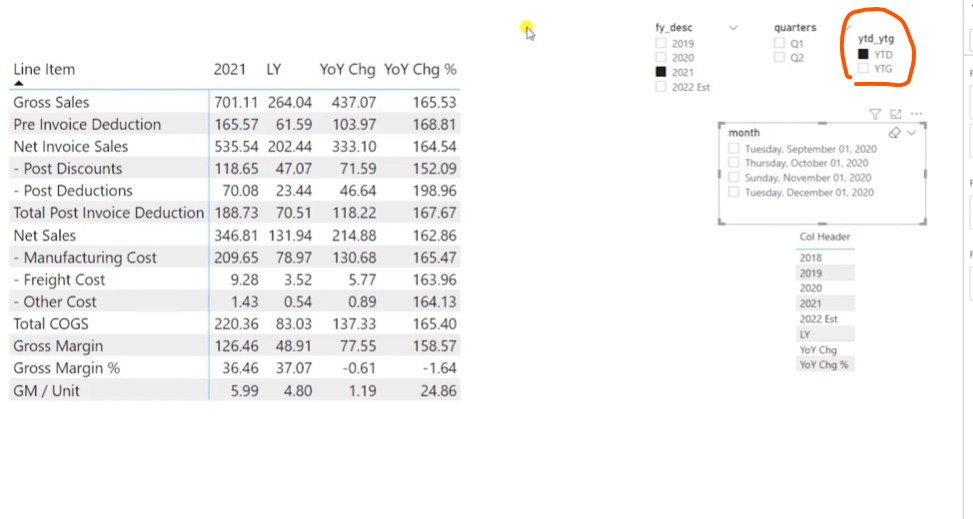 fy_desc
2019
2020
2021
2022 Est
quarters
Q1
Q2
ytd_ytg
YTD
YTG
Line Item 2021 LY YoY Chg YoY Chg %
Gross Sales 701.11 264.04 437.07 165.53
Pre Invoice Deduction 165.57 61.59 103.97 168.81
Net Invoice Sales 535.54 202.44 333.10 164.54
- Post Discounts 118.65 47.07 71.59 152.09
- Post Deductions 70.08 23.44 46.64 198.96
Total Post Invoice Deduction 188.73 70.51 118.22 167.67
Net Sales 346.81 131.94 214.88 162.86
- Manufacturing Cost 209.65 78.97 130.68 165.47
- Freight Cost 9.28 3.52 5.77 163.96
- Other Cost 1.43 0.54 0.89 164.13
Total COGS 220.36 83.03 137.33 165.40
Gross Margin 126.46 48.91 77.55 158.57
Gross Margin % 36.46 37.07 -0.61 -1.64
GM / Unit 5.99 4.80 1.19 24.86
month
Tuesday, September 01, 2020
Thursday, October 01, 2020
Sunday, November 01, 2020
Tuesday, December 01, 2020
Col Header
2018
2019
2020
2021
2022 Est
LY
YoY Chg
YoY Chg %